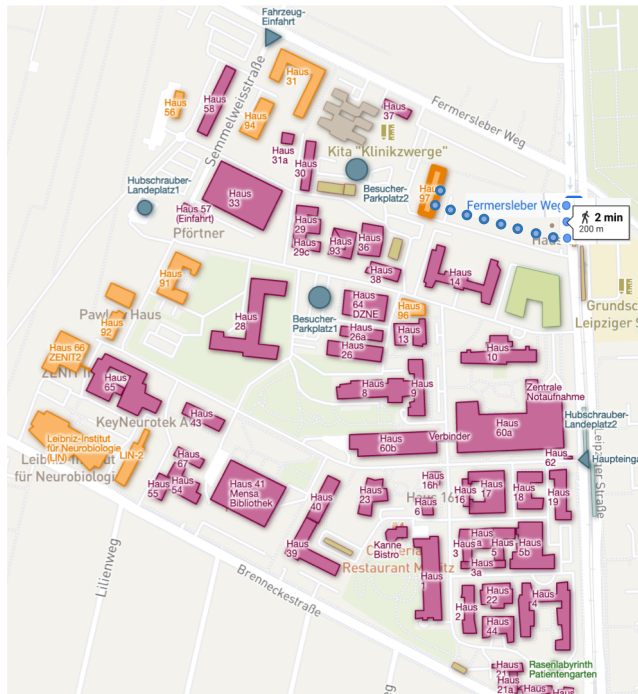 Fahrzeug-
Einfahrt
Haus
31
Haus
56
Haus
58
Haus
94
Haus
37
Semmelweisstraße
Fermersleber Weg
Haus
31a
Haus
30
Kita "Klinikzwerge"
Hubschrauber-
Landeplatz1
Besucher-
Parkplatz2
Haus
97
Fermersleber Weg
2 min
200 m
Haus
33
Haus 57
(Einfahrt)
Pförtner
Haus
29
Haus
29c
Haus
93
Haus
36
Haus
38
Haus
14
Haus
91
Pawlow Haus
Haus
92
Haus
28
Besucher-
Parkplatz1
Haus
64
DZNE
Haus
96
Grundsch
Leipziger S
Haus
26a
Haus
26
Haus
13
Haus
10
Haus 66
ZENIT2
Haus
65
Haus
8
Haus
9
Zentrale
Notaufnahme
KeyNeurotek A
Haus
43
Haus
60a
Hubschrauber-
Landeplatz2
Leibniz-Institut
für Neurobiologie
(LIN)
LIN-2
für Neurobiologi
Haus
60b
Verbinder
Haupteinga
Haus
62
Leipziger Straße
Haus
67
Haus
55
Haus
54
Haus 41
Mensa
Bibliothek
Haus
40
Haus
23
Haus
16h
Haus
6
Haus
17
Haus
18
Haus
19
Kanne
Bistro
Haus
39
Haus
3
Haus
3a
Haus
5
Haus
5b
Restaurant
Haus
1
Lilienweg
Brenneckestraße
Haus
2
Haus
22
Haus
44
Haus
4
Haus
21
Haus
21a
Rasenlabyrinth
Patientengarten